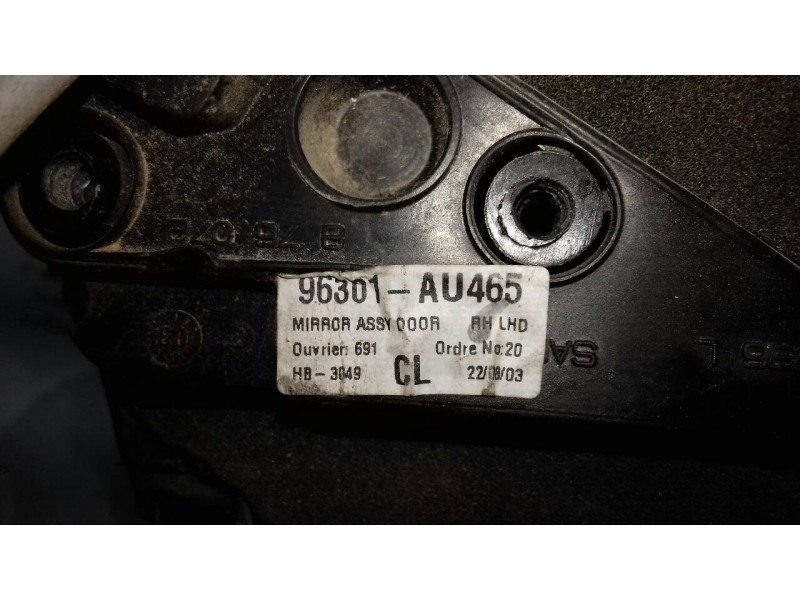 96301-AU465
MIRROR ASSY DOOR RH LHD
Ouvrier: 691 Ordre No: 20
HB-3049 CL 22/08/03